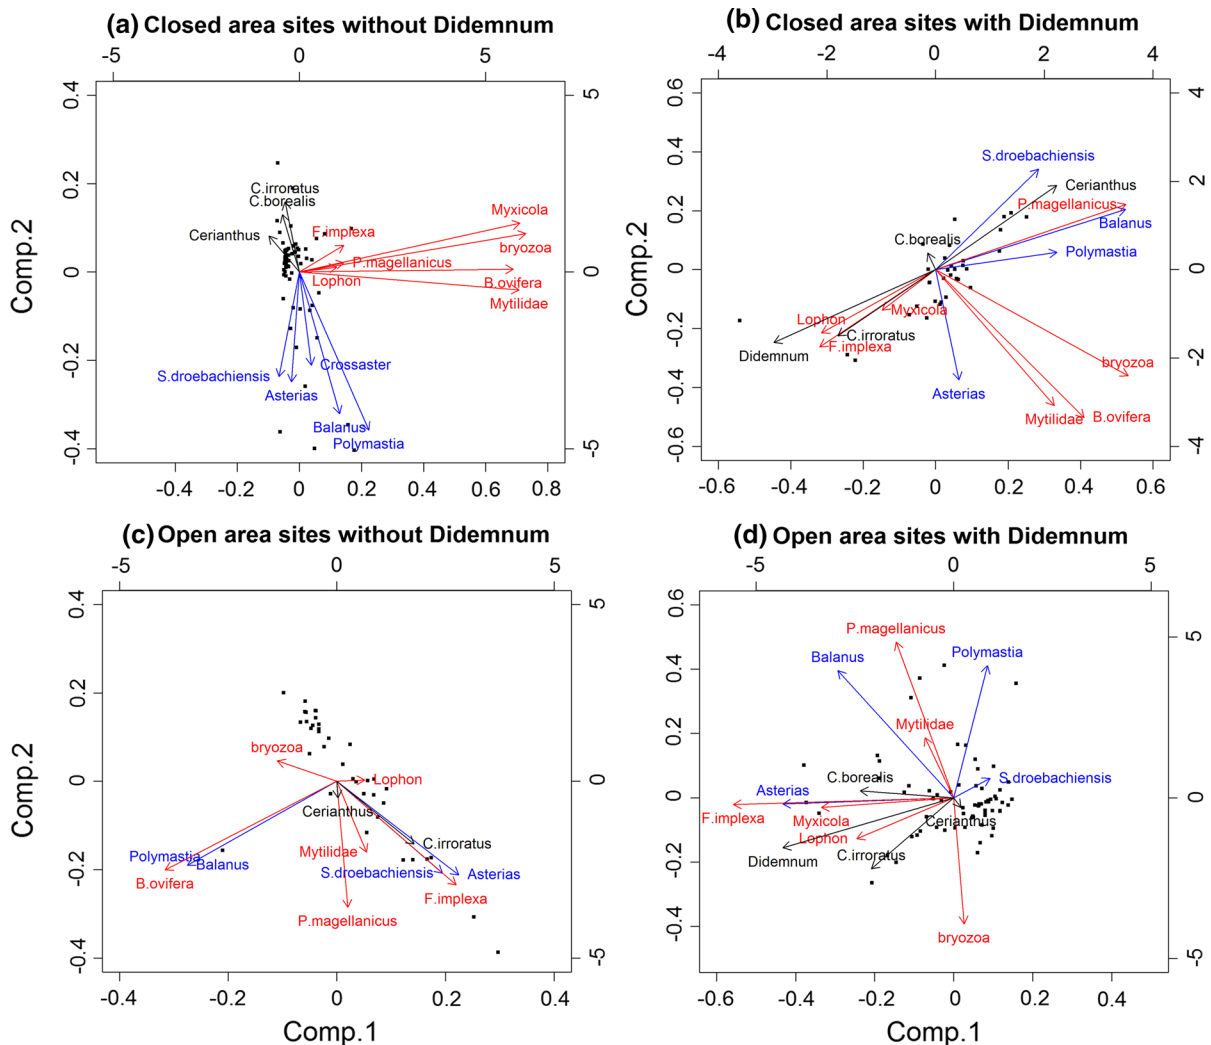 (a) Closed area sites without Didemnum
-5 0 5
0.4 5
0.2
C.irroratus
C.borealis
Myxicola
Cerianthus F.implexa bryozoa
P.magellanicus
0 0
Lophon B.ovifera
Mytilidae
Comp.2
-0.2
Crossaster
S.droebachiensis
Asterias
Balanus
Polymastia
-0.4 -5
-0.4 -0.2 0 0.2 0.4 0.6 0.8
(b) Closed area sites with Didemnum
-4 -2 0 2 4
0.6 4
0.4
S.droebachiensis
Cerianthus
P.magellanicus
0.2 2
Balanus
C.borealis
Polymastia
0 0
Comp.2
Lophon Myxicola
-0.2
C.irroratus
F.implexa
Didemnum
bryozoa
-2
-0.4
Asterias
Mytilidae B.ovifera
-0.6 -4
-0.6 -0.4 -0.2 0 0.2 0.4 0.6
(c) Open area sites without Didemnum
-5 0 5
0.4 5
0.2
bryozoa
Lophon
0 0
Cerianthus
Comp.2
C.irroratus
Mytilidae
Polymastia
Balanus
-0.2
S.droebachiensis Asterias
B.ovifera
F.implexa
P.magellanicus
-0.4 -5
-0.4 -0.2 0 0.2 0.4
Comp.1
(d) Open area sites with Didemnum
-5 0 5
0.6
P.magellanicus
5
Balanus Polymastia
0.4
Mytilidae
0.2
C.borealis S.droebachiensis
Asterias
0 0
F.implexa Myxicola Cerianthus
Lophon
Didemnum C.irroratus
-0.2
-0.4
bryozoa
-5
-0.6 -0.4 -0.2 0 0.2 0.4 0.6
Comp.1